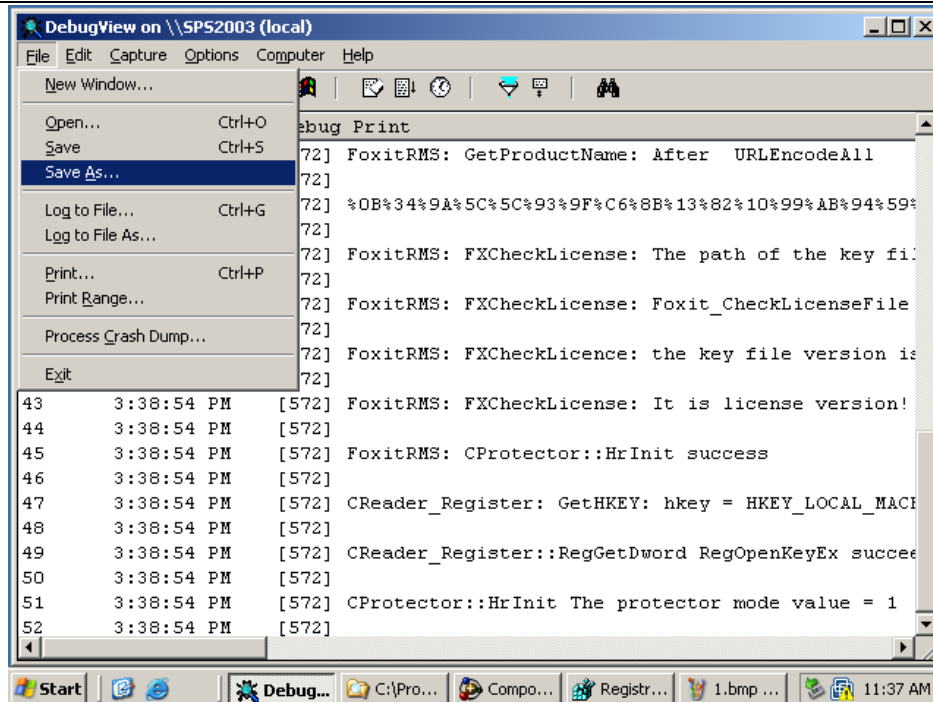 DebugView on \\SPS2003 (local)
File Edit Capture Options Computer Help
New Window...
Open... Ctrl+O
Save Ctrl+S
Save As...
Log to File... Ctrl+G
Log to File As...
Print... Ctrl+P
Print Range...
Process Crash Dump...
Exit
ebug Print
72] FoxitRMS: GetProductName: After URLEncodeAll
72]
72] %0B%34%9A%5C%5C%93%9F%C6%8B%13%82%10%99%AB%94%59%
72]
72] FoxitRMS: FXCheckLicense: The path of the key fil
72]
72] FoxitRMS: FXCheckLicense: Foxit_CheckLicenseFile
72]
72] FoxitRMS: FXCheckLicence: the key file version is
72]
43 3:38:54 PM [572] FoxitRMS: FXCheckLicense: It is license version!
44 3:38:54 PM [572]
45 3:38:54 PM [572] FoxitRMS: CProtector::HrInit success
46 3:38:54 PM [572]
47 3:38:54 PM [572] CReader_Register: GetHKEY: hkey = HKEY_LOCAL_MACH
48 3:38:54 PM [572]
49 3:38:54 PM [572] CReader_Register::RegGetDword RegOpenKeyEx succee
50 3:38:54 PM [572]
51 3:38:54 PM [572] CProtector::HrInit The protector mode value = 1
52 3:38:54 PM [572]
Start Debug... C:\Pro... Compo... Registr... 1.bmp ... 11:37 AM